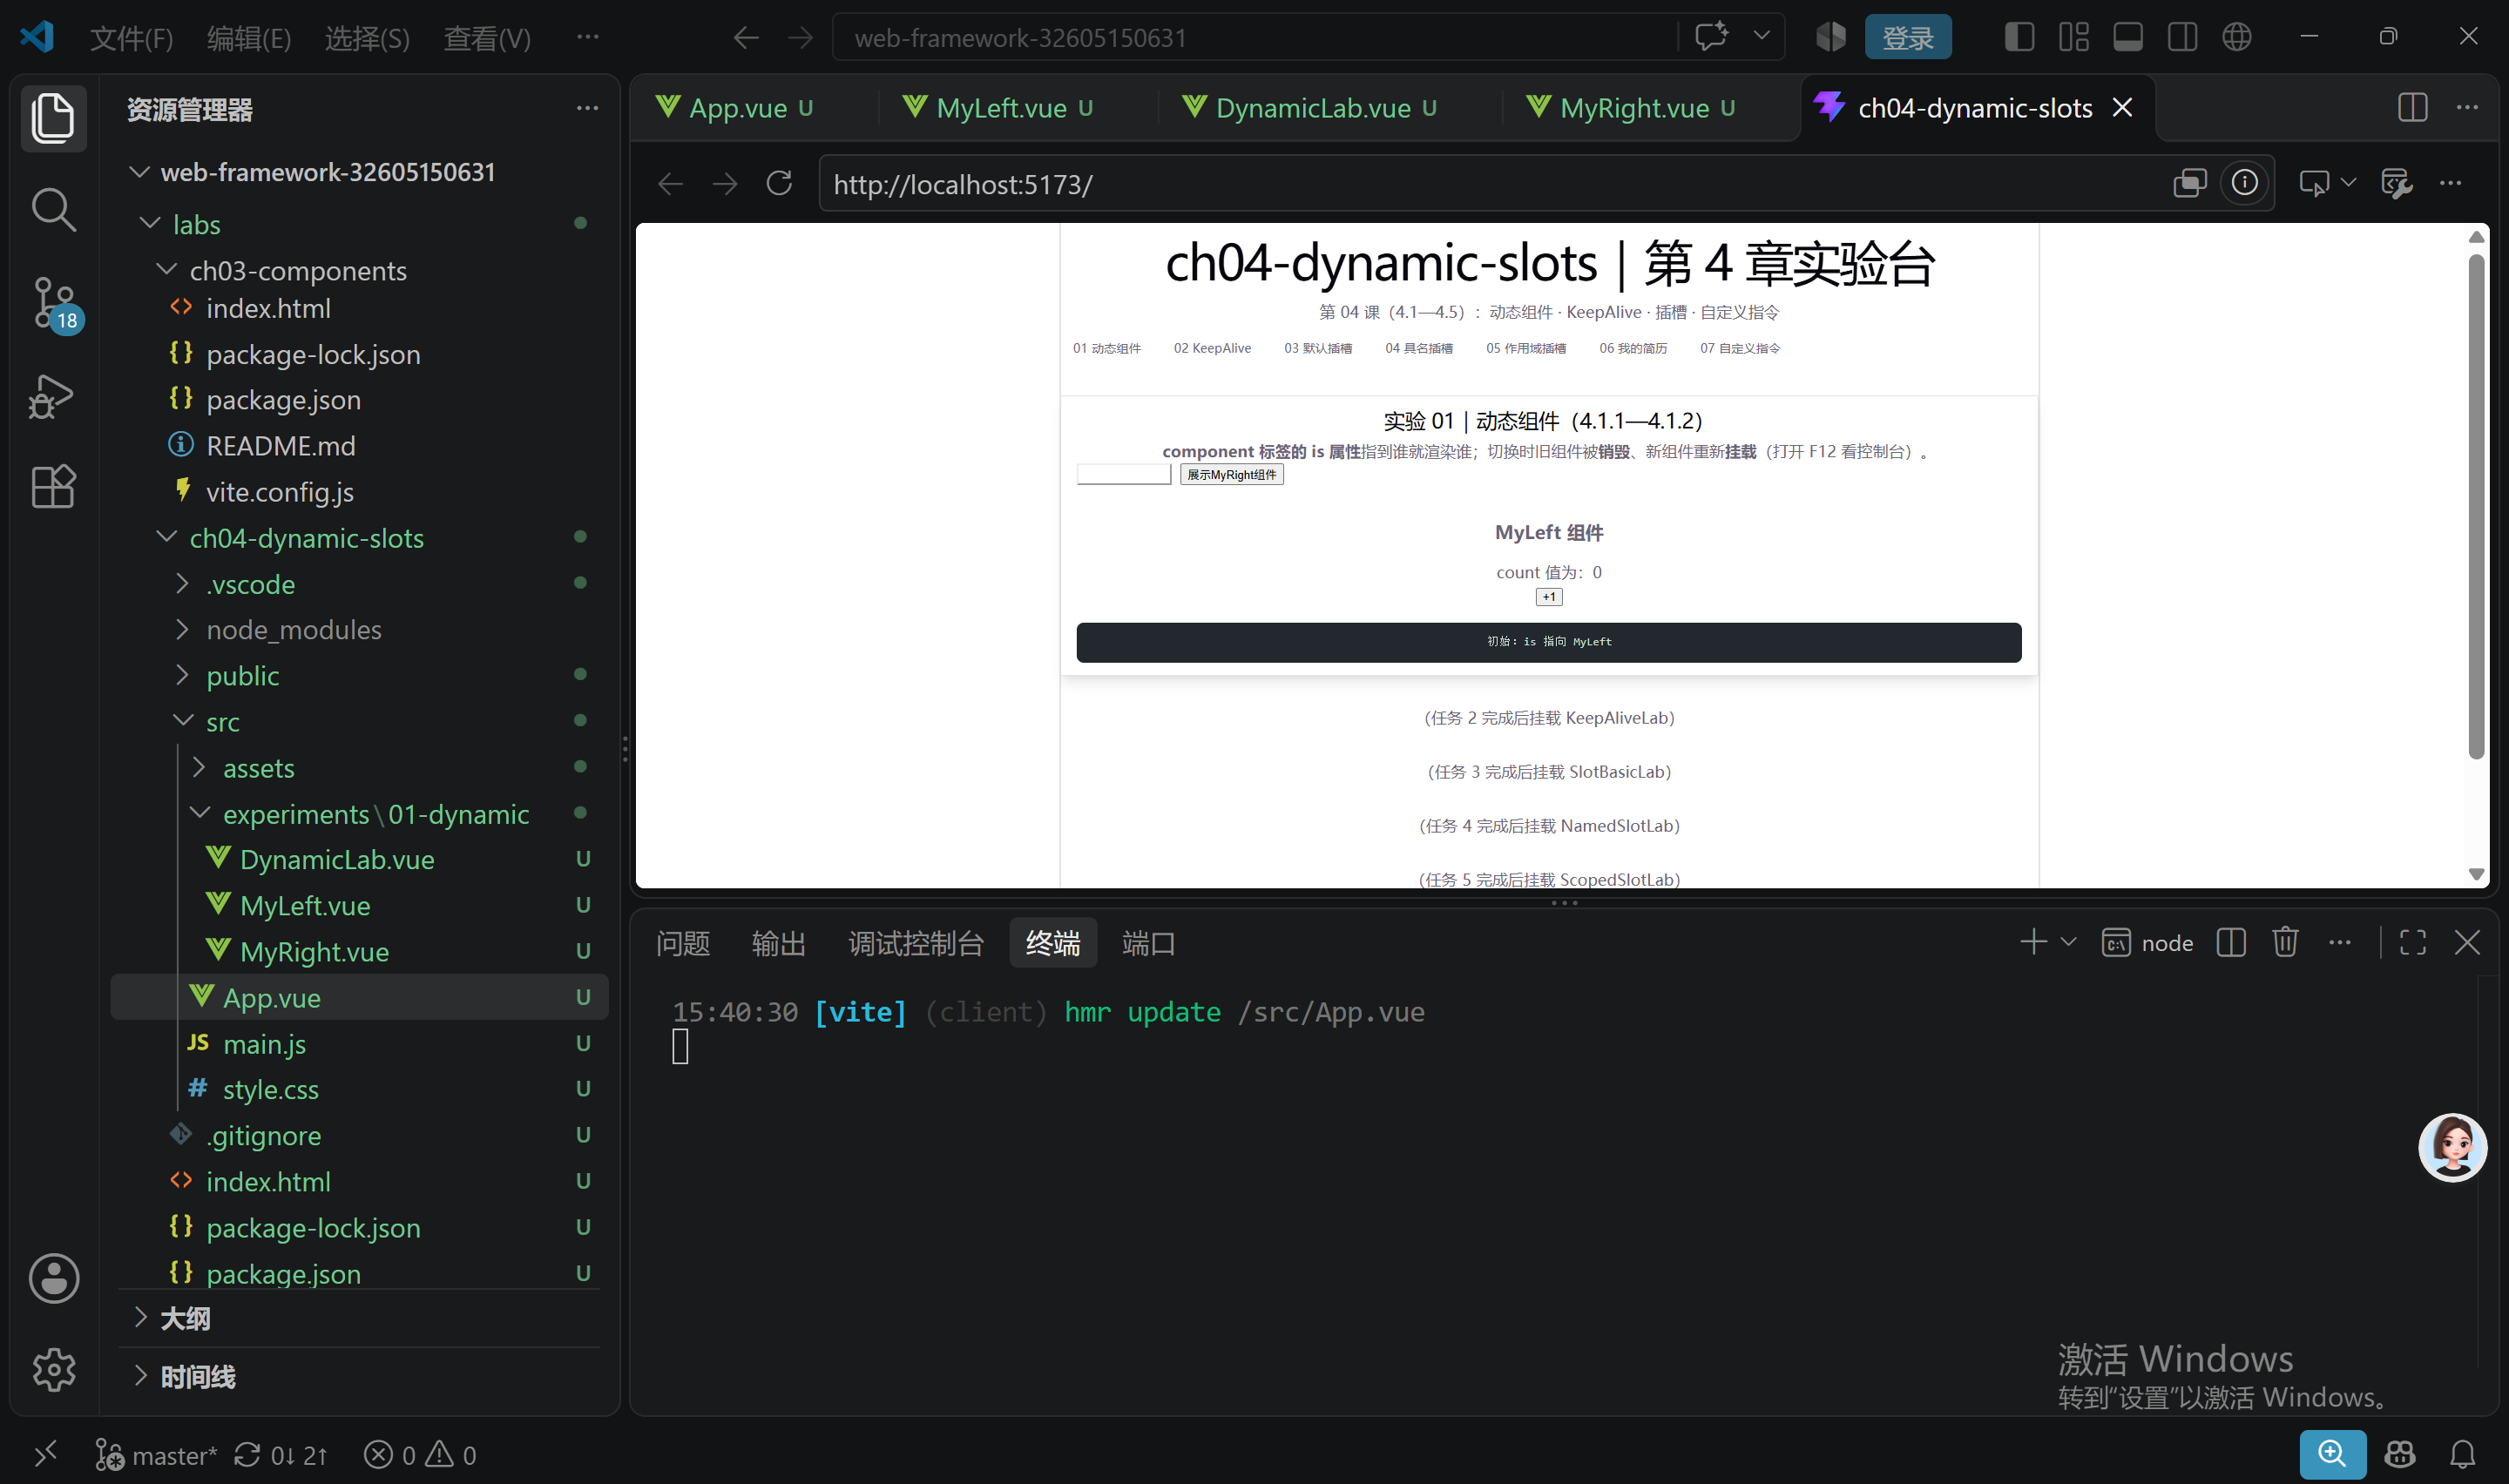 文件(F) 编辑(E) 选择(S) 查看(V) ··· web-framework-32605150631 登录
资源管理器 ···
web-framework-32605150631
labs
ch03-components
index.html
package-lock.json
package.json
README.md
vite.config.js
ch04-dynamic-slots
.vscode
node_modules
public
src
assets
experiments\01-dynamic
DynamicLab.vue U
MyLeft.vue U
MyRight.vue U
App.vue U
JS main.js U
# style.css U
.gitignore U
index.html U
package-lock.json U
package.json U
大纲
时间线
18
App.vue U MyLeft.vue U DynamicLab.vue U MyRight.vue U ch04-dynamic-slots
http://localhost:5173/
ch04-dynamic-slots | 第 4 章实验台
第 04 课（4.1—4.5）：动态组件 · KeepAlive · 插槽 · 自定义指令
01 动态组件 02 KeepAlive 03 默认插槽 04 具名插槽 05 作用域插槽 06 我的简历 07 自定义指令
实验 01 | 动态组件（4.1.1—4.1.2）
component 标签的 is 属性指到谁就渲染谁；切换时旧组件被销毁、新组件重新挂载（打开 F12 看控制台）。
展示MyRight组件
MyLeft 组件
count 值为：0
+1
初始：is 指向 MyLeft
（任务 2 完成后挂载 KeepAliveLab）
（任务 3 完成后挂载 SlotBasicLab）
（任务 4 完成后挂载 NamedSlotLab）
（任务 5 完成后挂载 ScopedSlotLab）
问题 输出 调试控制台 终端 端口 node
15:40:30 [vite] (client) hmr update /src/App.vue
激活 Windows
转到“设置”以激活 Windows。
master* 0↓ 2↑ 0 0